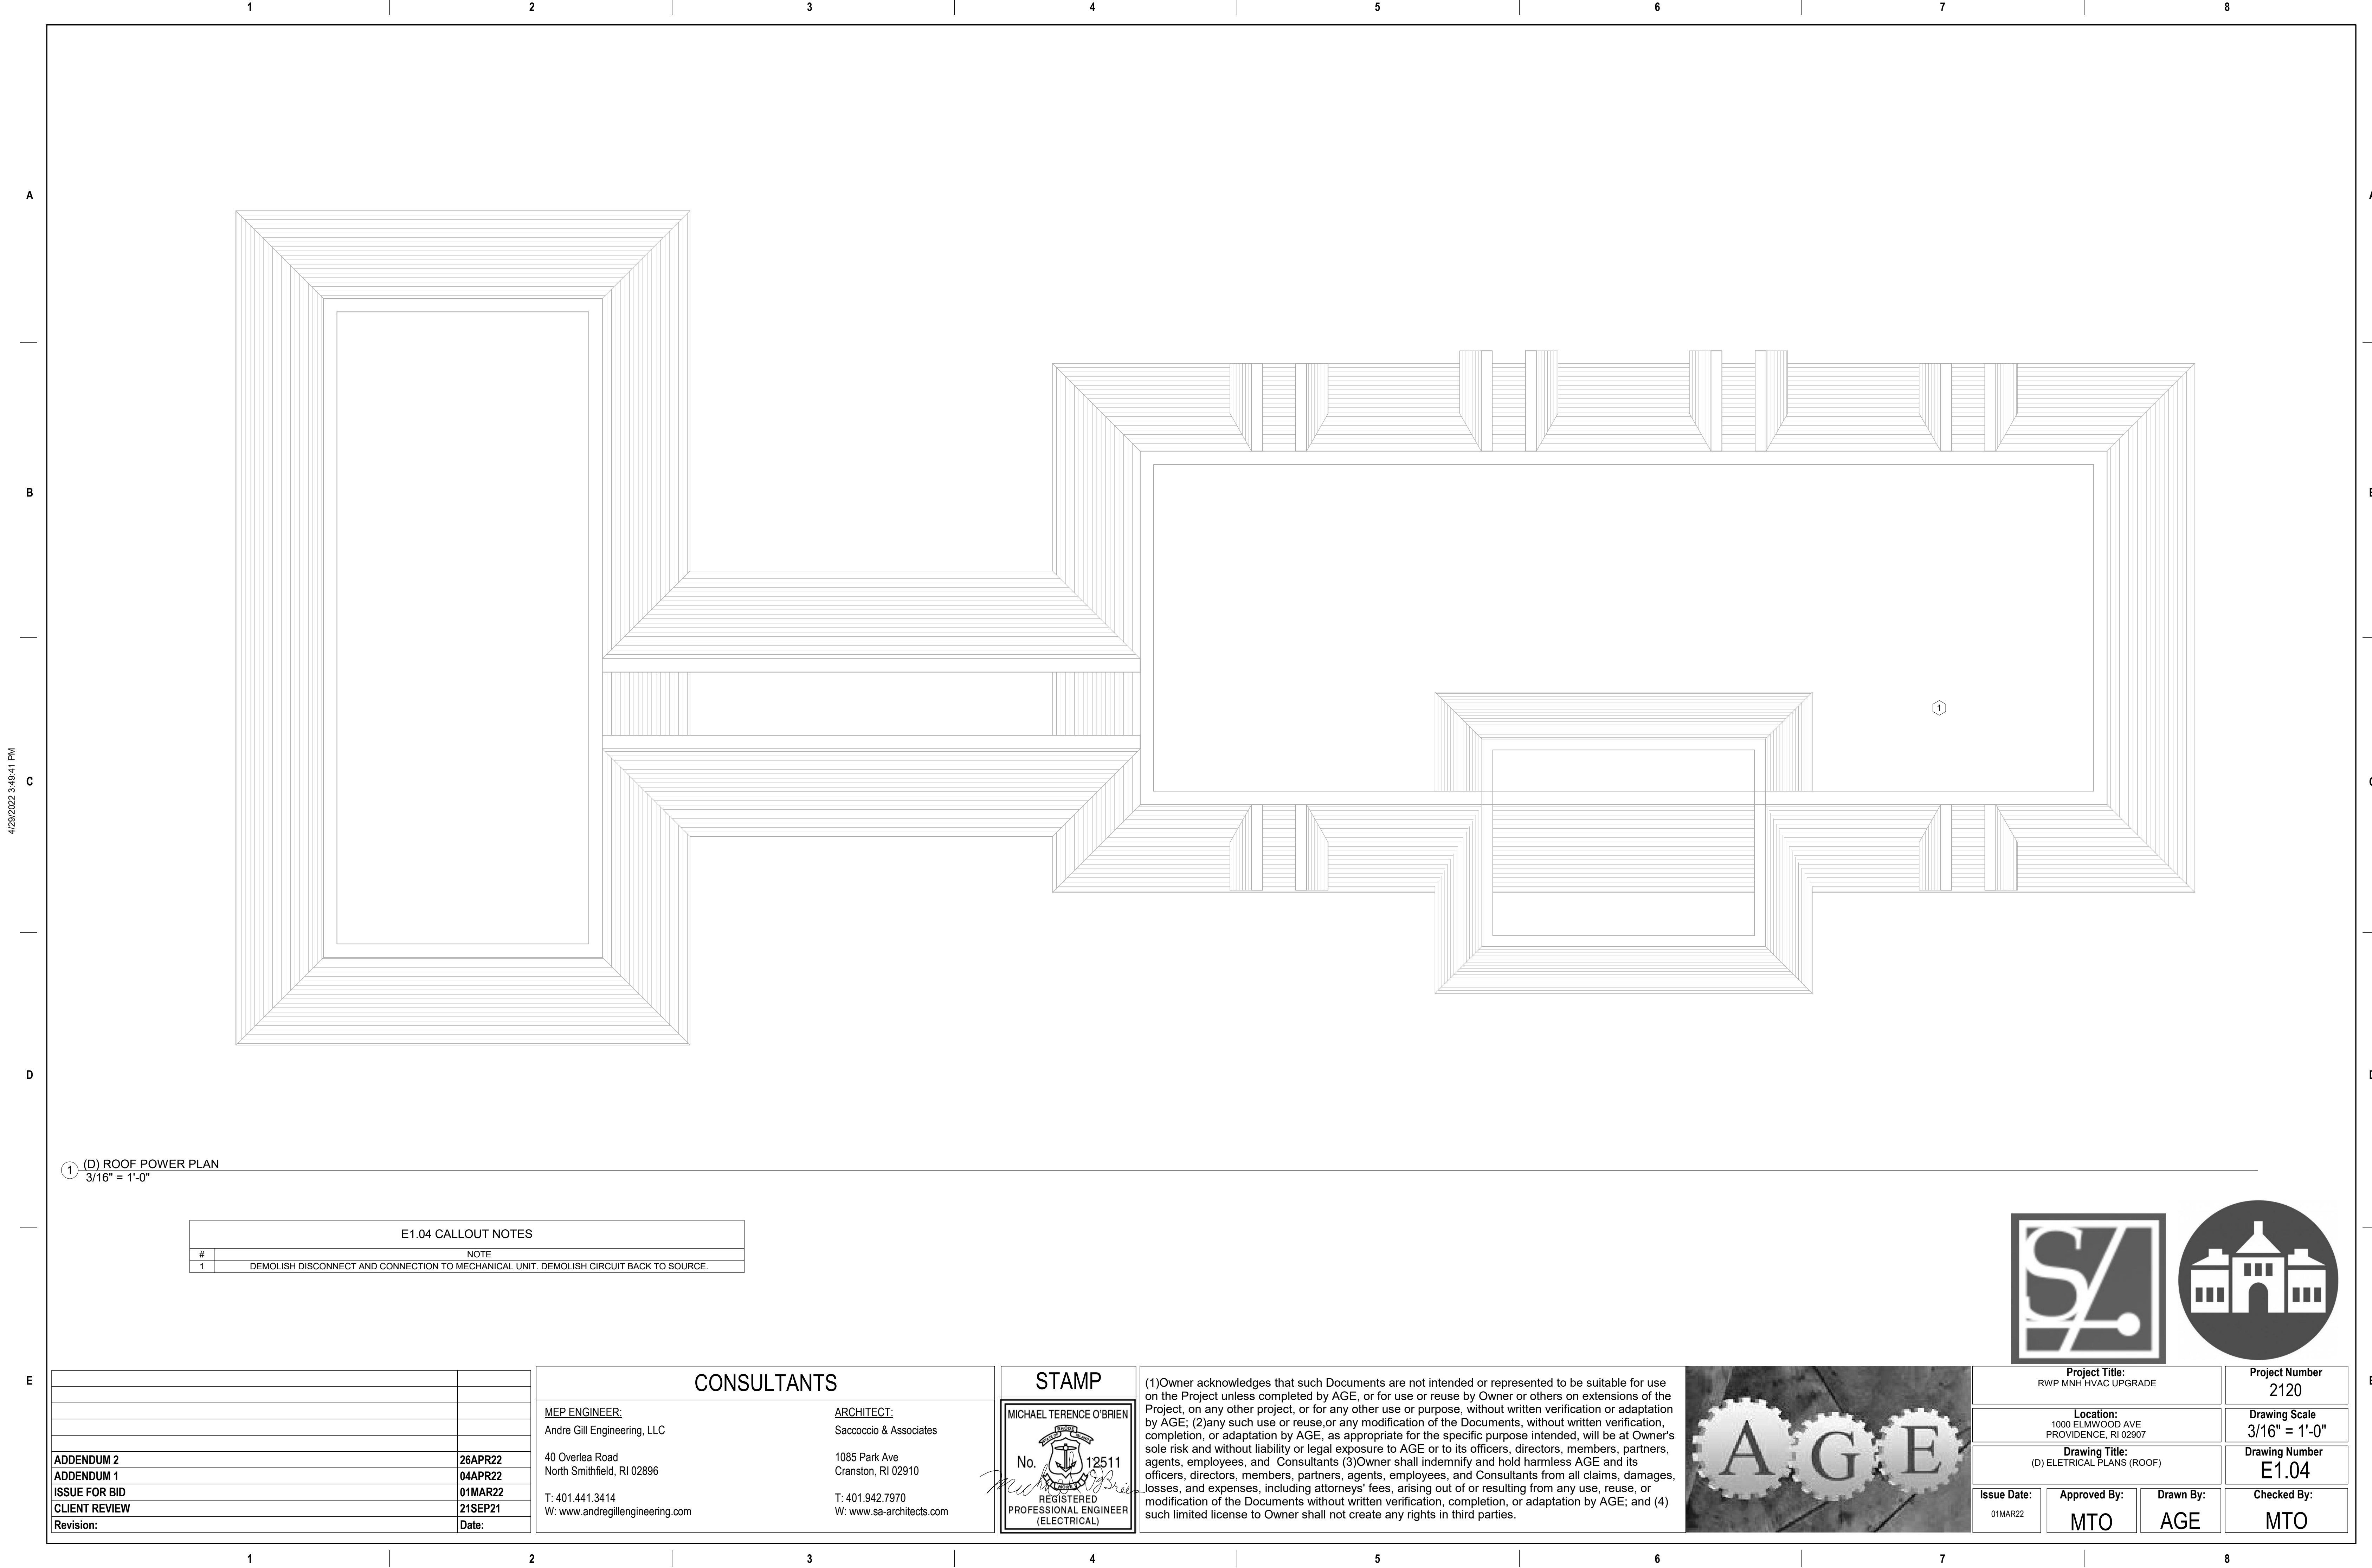 1 2 3 4 5 6 7 8
A
B
C
D
E
4/29/2022 3:49:41 PM
1
1 (D) ROOF POWER PLAN
3/16" = 1'-0"
E1.04 CALLOUT NOTES
# NOTE
1 DEMOLISH DISCONNECT AND CONNECTION TO MECHANICAL UNIT. DEMOLISH CIRCUIT BACK TO SOURCE.
ADDENDUM 2 26APR22
ADDENDUM 1 04APR22
ISSUE FOR BID 01MAR22
CLIENT REVIEW 21SEP21
Revision: Date:
CONSULTANTS
MEP ENGINEER:
Andre Gill Engineering, LLC
40 Overlea Road
North Smithfield, RI 02896
T: 401.441.3414
W: www.andregillengineering.com
ARCHITECT:
Saccoccio & Associates
1085 Park Ave
Cranston, RI 02910
T: 401.942.7970
W: www.sa-architects.com
STAMP
MICHAEL TERENCE O'BRIEN
No. 12511
REGISTERED
PROFESSIONAL ENGINEER
(ELECTRICAL)
(1)Owner acknowledges that such Documents are not intended or represented to be suitable for use
on the Project unless completed by AGE, or for use or reuse by Owner or others on extensions of the
Project, on any other project, or for any other use or purpose, without written verification or adaptation
by AGE; (2)any such use or reuse,or any modification of the Documents, without written verification,
completion, or adaptation by AGE, as appropriate for the specific purpose intended, will be at Owner's
sole risk and without liability or legal exposure to AGE or to its officers, directors, members, partners,
agents, employees, and Consultants (3)Owner shall indemnify and hold harmless AGE and its
officers, directors, members, partners, agents, employees, and Consultants from all claims, damages,
losses, and expenses, including attorneys' fees, arising out of or resulting from any use, reuse, or
modification of the Documents without written verification, completion, or adaptation by AGE; and (4)
such limited license to Owner shall not create any rights in third parties.
A G E
Project Title:
RWP MNH HVAC UPGRADE
Location:
1000 ELMWOOD AVE
PROVIDENCE, RI 02907
Drawing Title:
(D) ELETRICAL PLANS (ROOF)
Issue Date:
01MAR22
Approved By:
MTO
Drawn By:
AGE
Project Number
2120
Drawing Scale
3/16" = 1'-0"
Drawing Number
E1.04
Checked By:
MTO
1 2 3 4 5 6 7 8